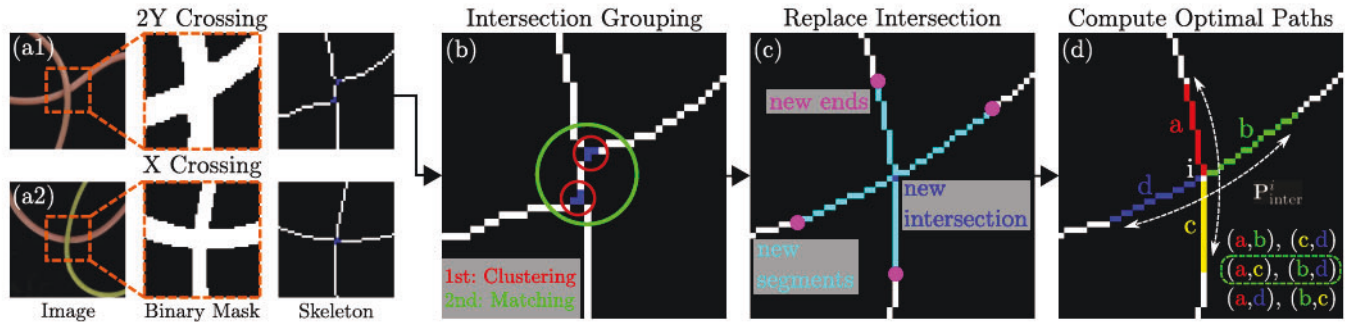 2Y Crossing
(a1)
X Crossing
(a2)
Image
Binary Mask
Skeleton
Intersection Grouping
(b)
1st: Clustering
2nd: Matching
Replace Intersection
(c)
new ends
new
intersection
new
segments
Compute Optimal Paths
(d)
a
b
i
d
c
P^i_inter
(a,b), (c,d)
(a,c), (b,d)
(a,d), (b,c)